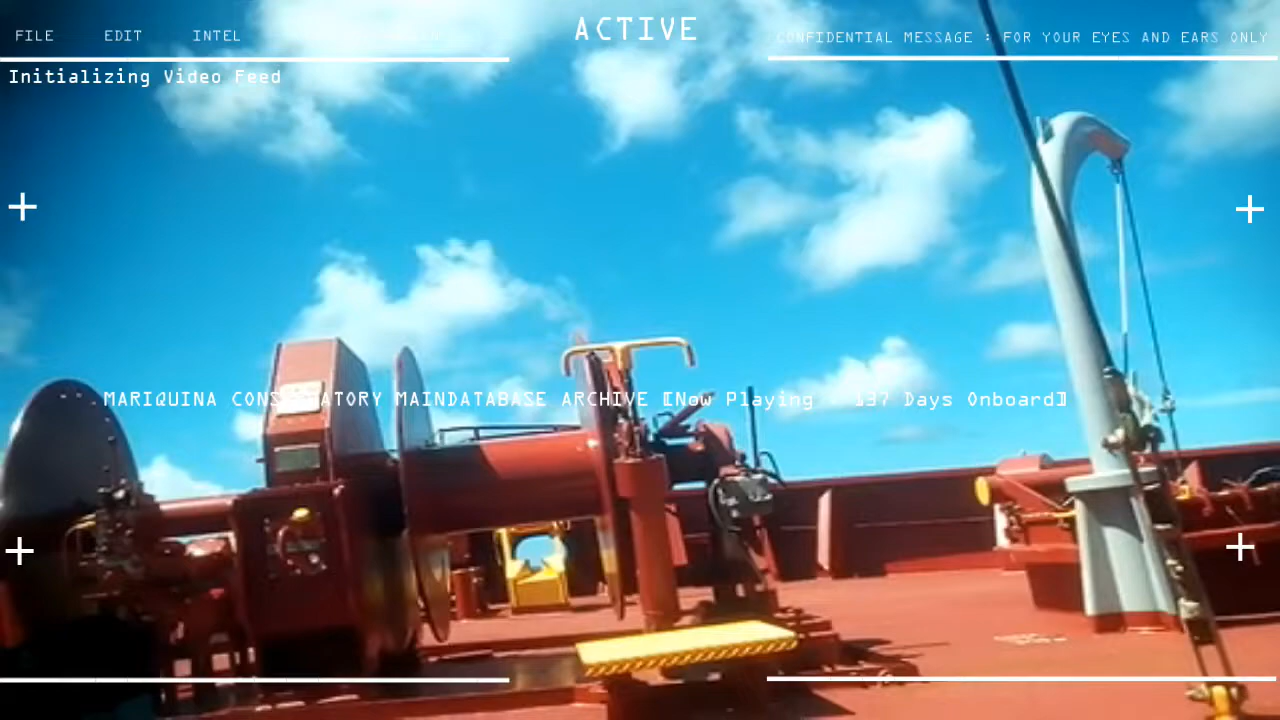 FILE EDIT INTEL
ACTIVE
CONFIDENTIAL MESSAGE : FOR YOUR EYES AND EARS ONLY
Initializing Video Feed
MARIQUINA CONSERVATORY MAINDATABASE ARCHIVE [Now Playing - 137 Days Onboard]